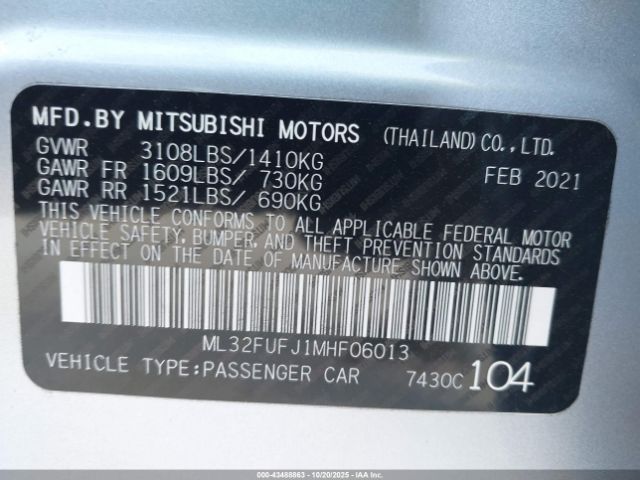 MFD.BY MITSUBISHI MOTORS (THAILAND) CO., LTD.
GVWR 3108LBS/1410KG FEB 2021
GAWR FR 1609LBS/ 730KG
GAWR RR 1521LBS/ 690KG
THIS VEHICLE CONFORMS TO ALL APPLICABLE FEDERAL MOTOR
VEHICLE SAFETY, BUMPER, AND THEFT PREVENTION STANDARDS
IN EFFECT ON THE DATE OF MANUFACTURE SHOWN ABOVE.
ML32FUFJ1MHF06013
VEHICLE TYPE:PASSENGER CAR 7430C 104
000-43488863 - 10/20/2025 - IAAI.COM